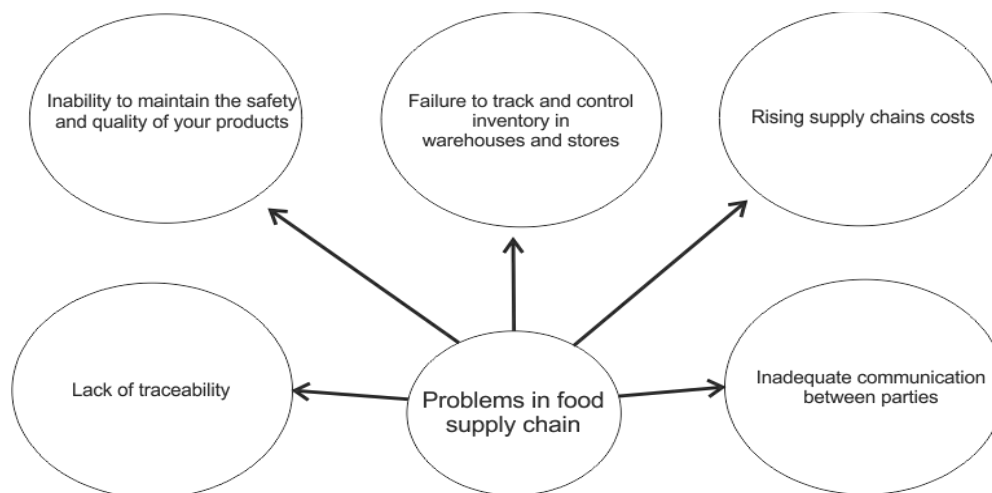 Inability to maintain the safety
and quality of your products
Failure to track and control
inventory in
warehouses and stores
Rising supply chains costs
Lack of traceability
Problems in food
supply chain
Inadequate communication
between parties